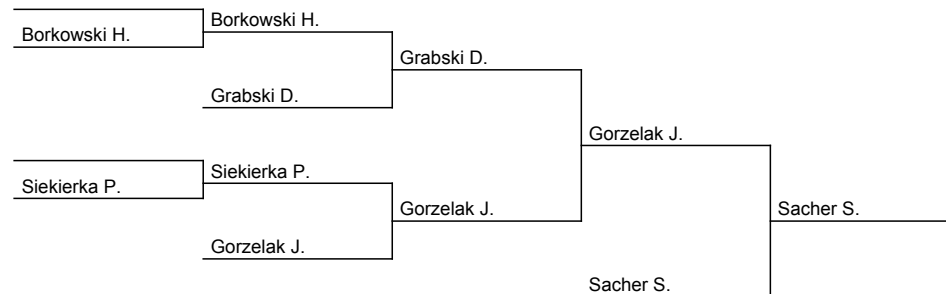 Borkowski H.
Borkowski H.
Grabski D.
Grabski D.
Gorzelak J.
Siekierka P.
Siekierka P.
Gorzelak J.
Sacher S.
Gorzelak J.
Sacher S.